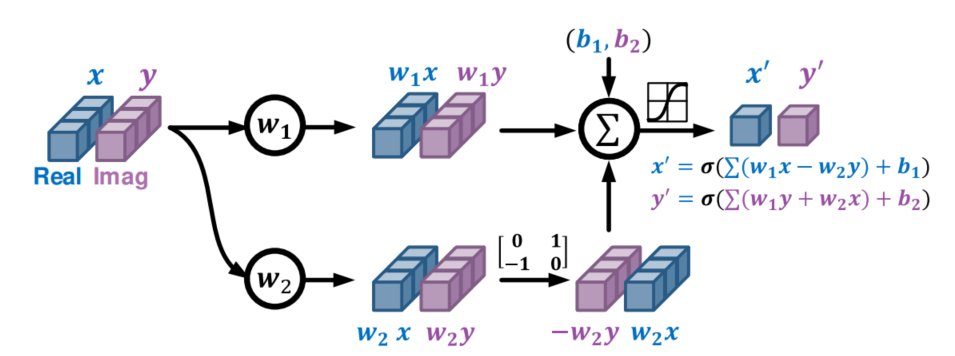 (b₁, b₂)
x y
w₁x w₁y
x′ y′
w₁
Σ
Real Imag
x′ = σ(∑(w₁x − w₂y) + b₁)
y′ = σ(∑(w₁y + w₂x) + b₂)
[0 1
−1 0]
w₂
w₂ x w₂y
−w₂y w₂x